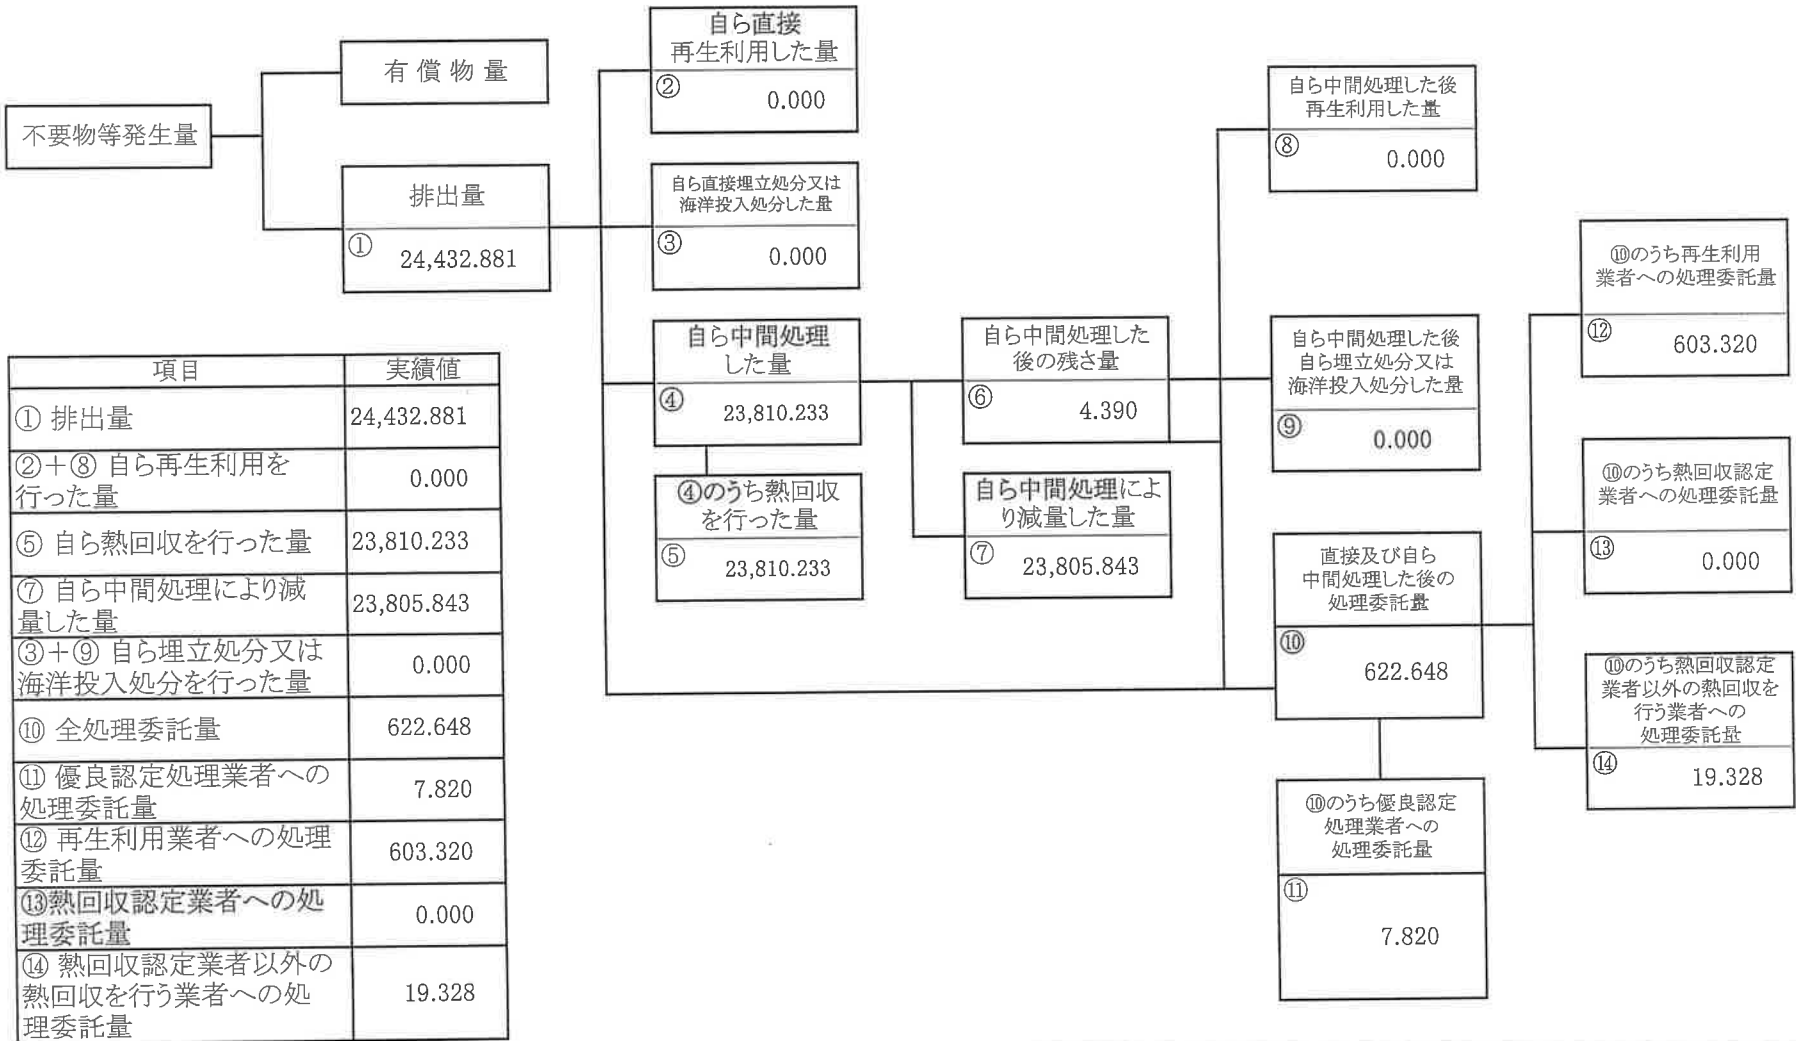 不要物等発生量
有償物量
排出量
①
24,432.881
自ら直接
再生利用した量
②
0.000
自ら直接埋立処分又は
海洋投入処分した量
③
0.000
自ら中間処理
した量
④
23,810.233
④のうち熱回収
を行った量
⑤
23,810.233
自ら中間処理した
後の残さ量
⑥
4.390
自ら中間処理によ
り減量した量
⑦
23,805.843
自ら中間処理した後
再生利用した量
⑧
0.000
自ら中間処理した後
自ら埋立処分又は
海洋投入処分した量
⑨
0.000
直接及び自ら
中間処理した後の
処理委託量
⑩
622.648
⑩のうち優良認定
処理業者への
処理委託量
⑪
7.820
⑩のうち再生利用
業者への処理委託量
⑫
603.320
⑩のうち熱回収認定
業者への処理委託量
⑬
0.000
⑩のうち熱回収認定
業者以外の熱回収を
行う業者への
処理委託量
⑭
19.328
項目 実績値
① 排出量 24,432.881
②+⑧ 自ら再生利用を
行った量 0.000
⑤ 自ら熱回収を行った量 23,810.233
⑦ 自ら中間処理により減
量した量 23,805.843
③+⑨ 自ら埋立処分又は
海洋投入処分を行った量 0.000
⑩ 全処理委託量 622.648
⑪ 優良認定処理業者への
処理委託量 7.820
⑫ 再生利用業者への処理
委託量 603.320
⑬熱回収認定業者への処
理委託量 0.000
⑭ 熱回収認定業者以外の
熱回収を行う業者への処
理委託量 19.328